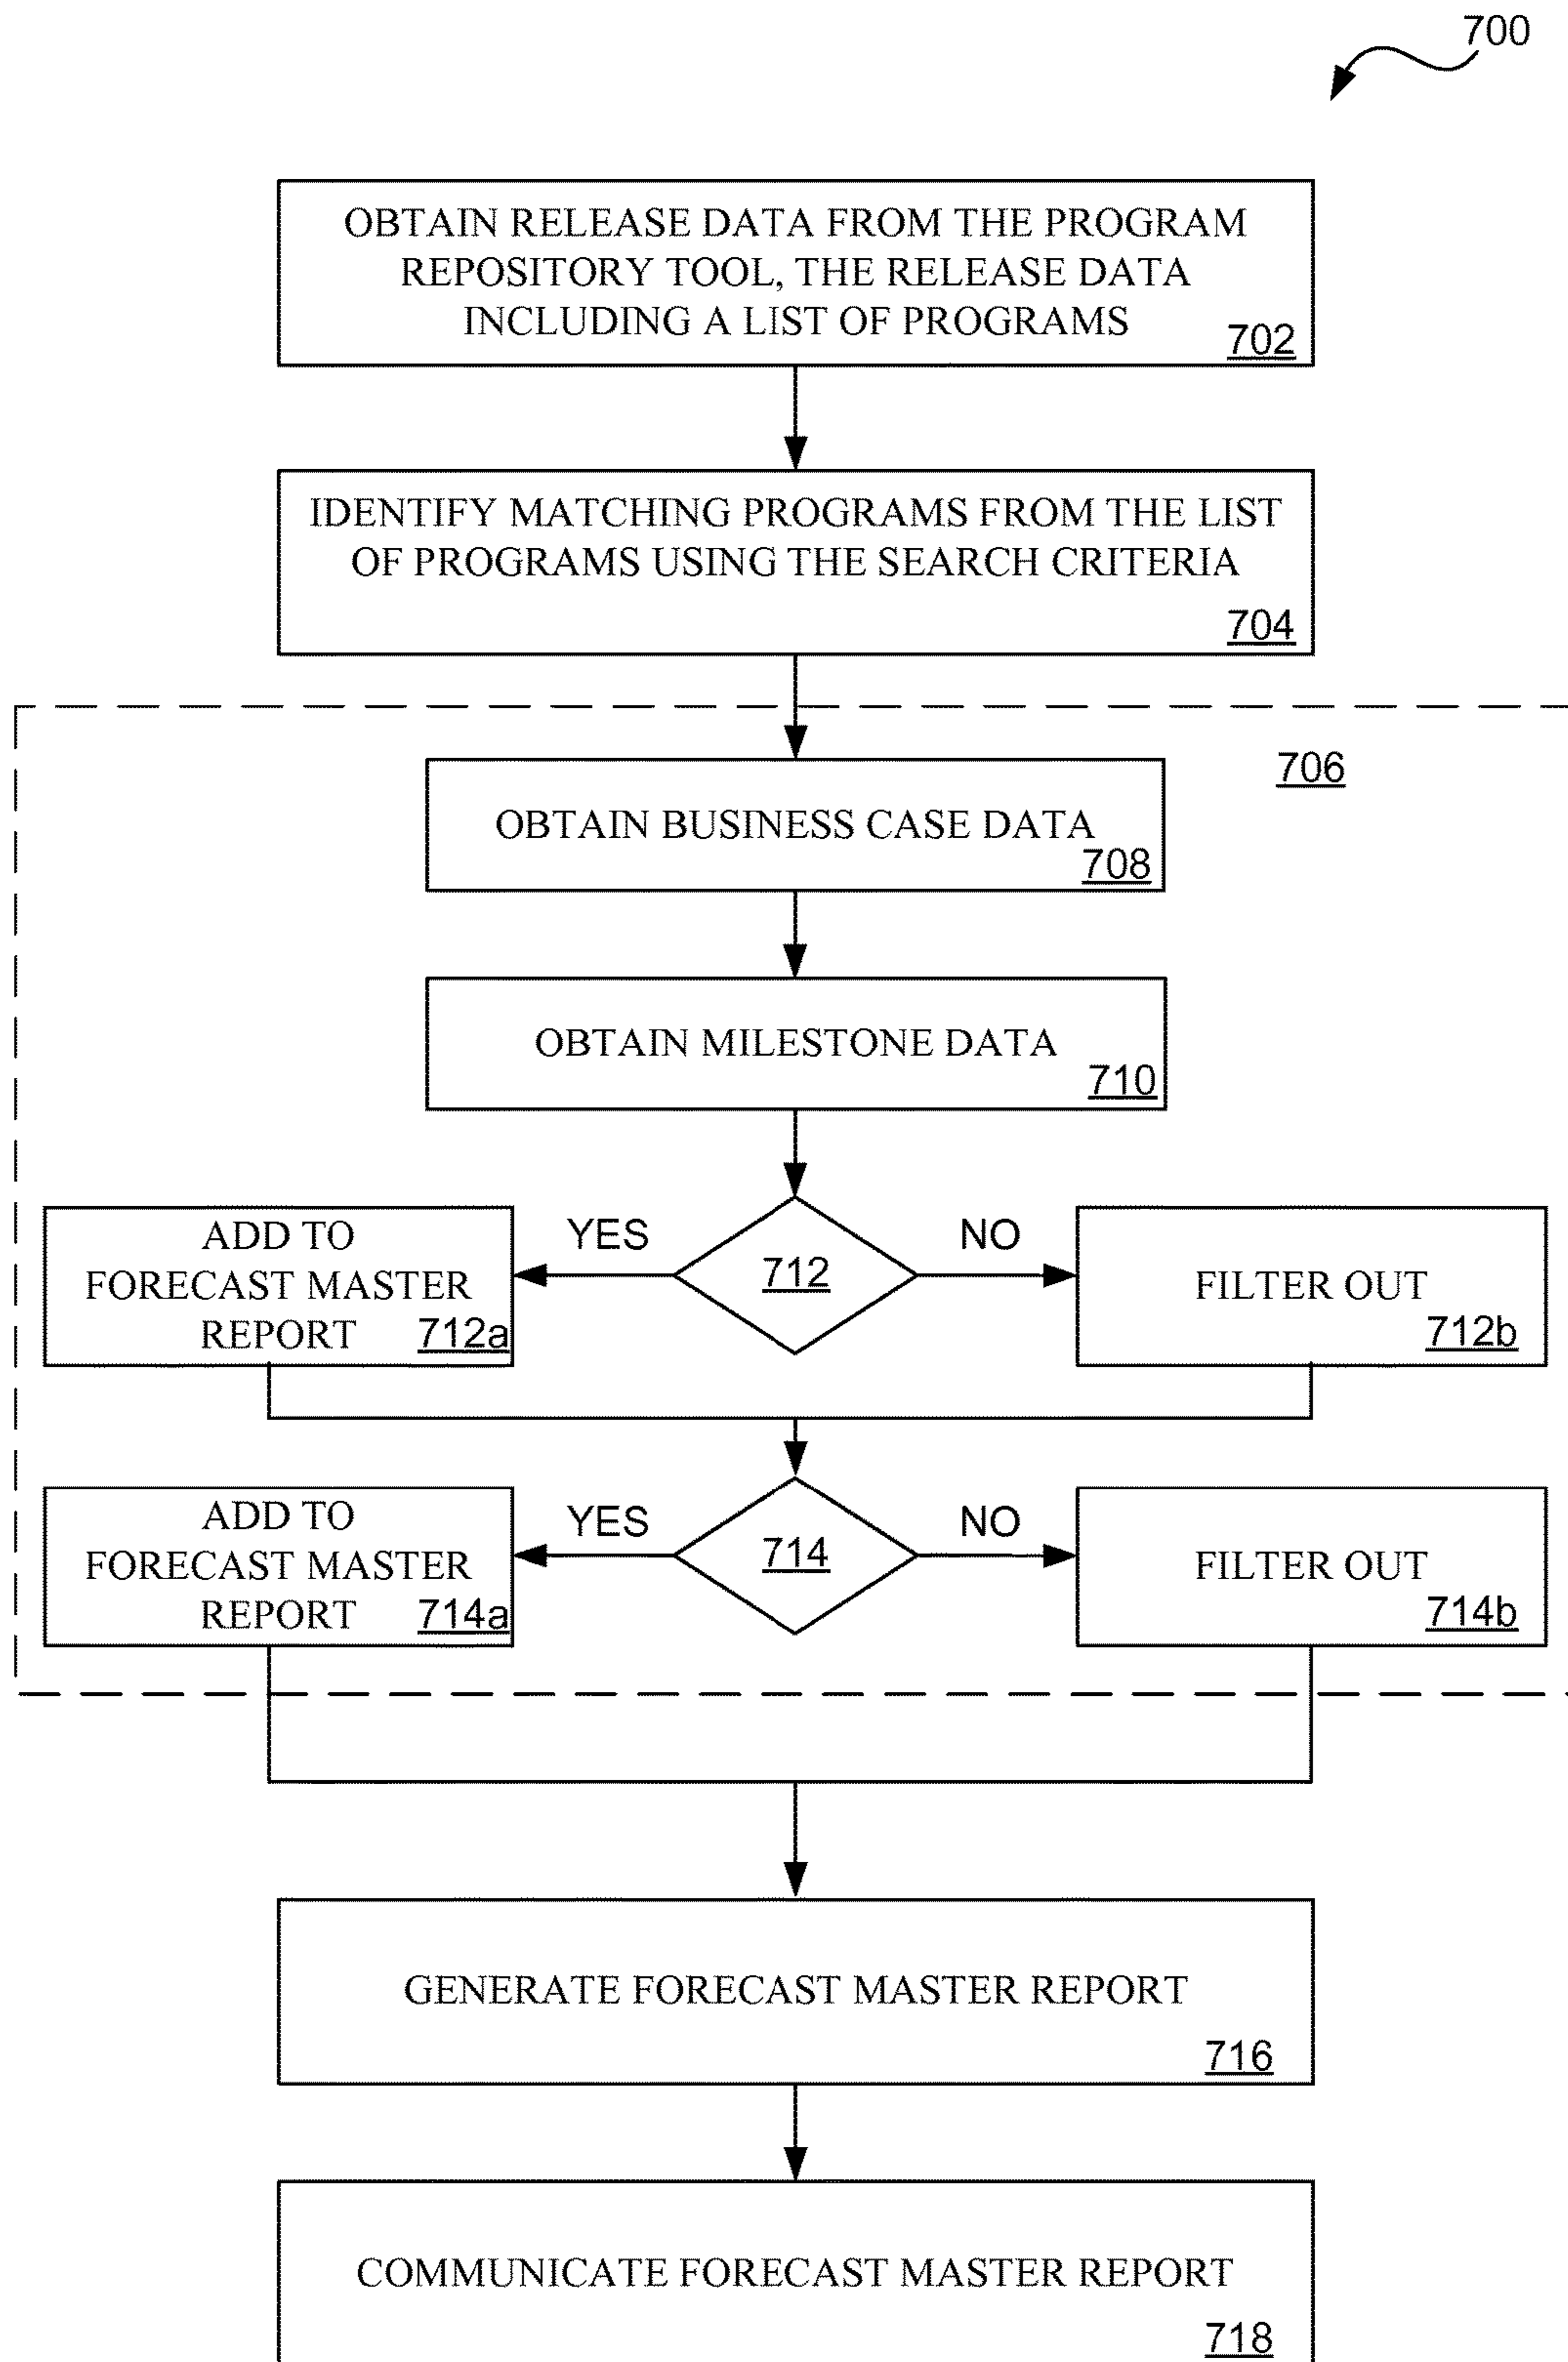 700
OBTAIN RELEASE DATA FROM THE PROGRAM
REPOSITORY TOOL, THE RELEASE DATA
INCLUDING A LIST OF PROGRAMS
702
IDENTIFY MATCHING PROGRAMS FROM THE LIST
OF PROGRAMS USING THE SEARCH CRITERIA
704
706
OBTAIN BUSINESS CASE DATA
708
OBTAIN MILESTONE DATA
710
ADD TO
FORECAST MASTER
REPORT 712a
YES
712
NO
FILTER OUT
712b
ADD TO
FORECAST MASTER
REPORT 714a
YES
714
NO
FILTER OUT
714b
GENERATE FORECAST MASTER REPORT
716
COMMUNICATE FORECAST MASTER REPORT
718